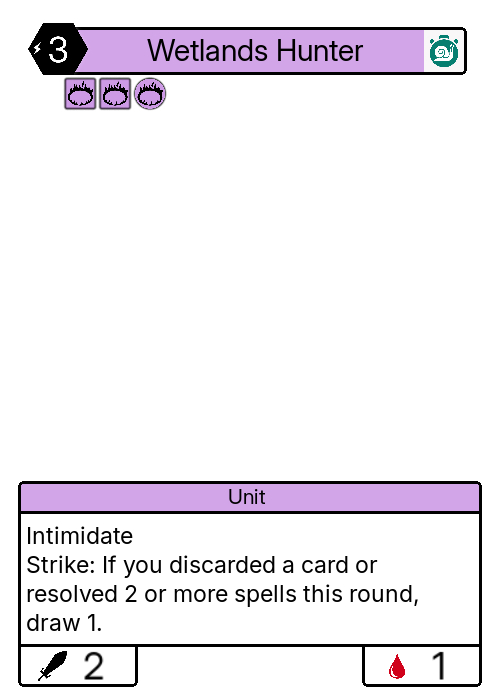 3
Wetlands Hunter
Unit
Intimidate
Strike: If you discarded a card or
resolved 2 or more spells this round,
draw 1.
2
1